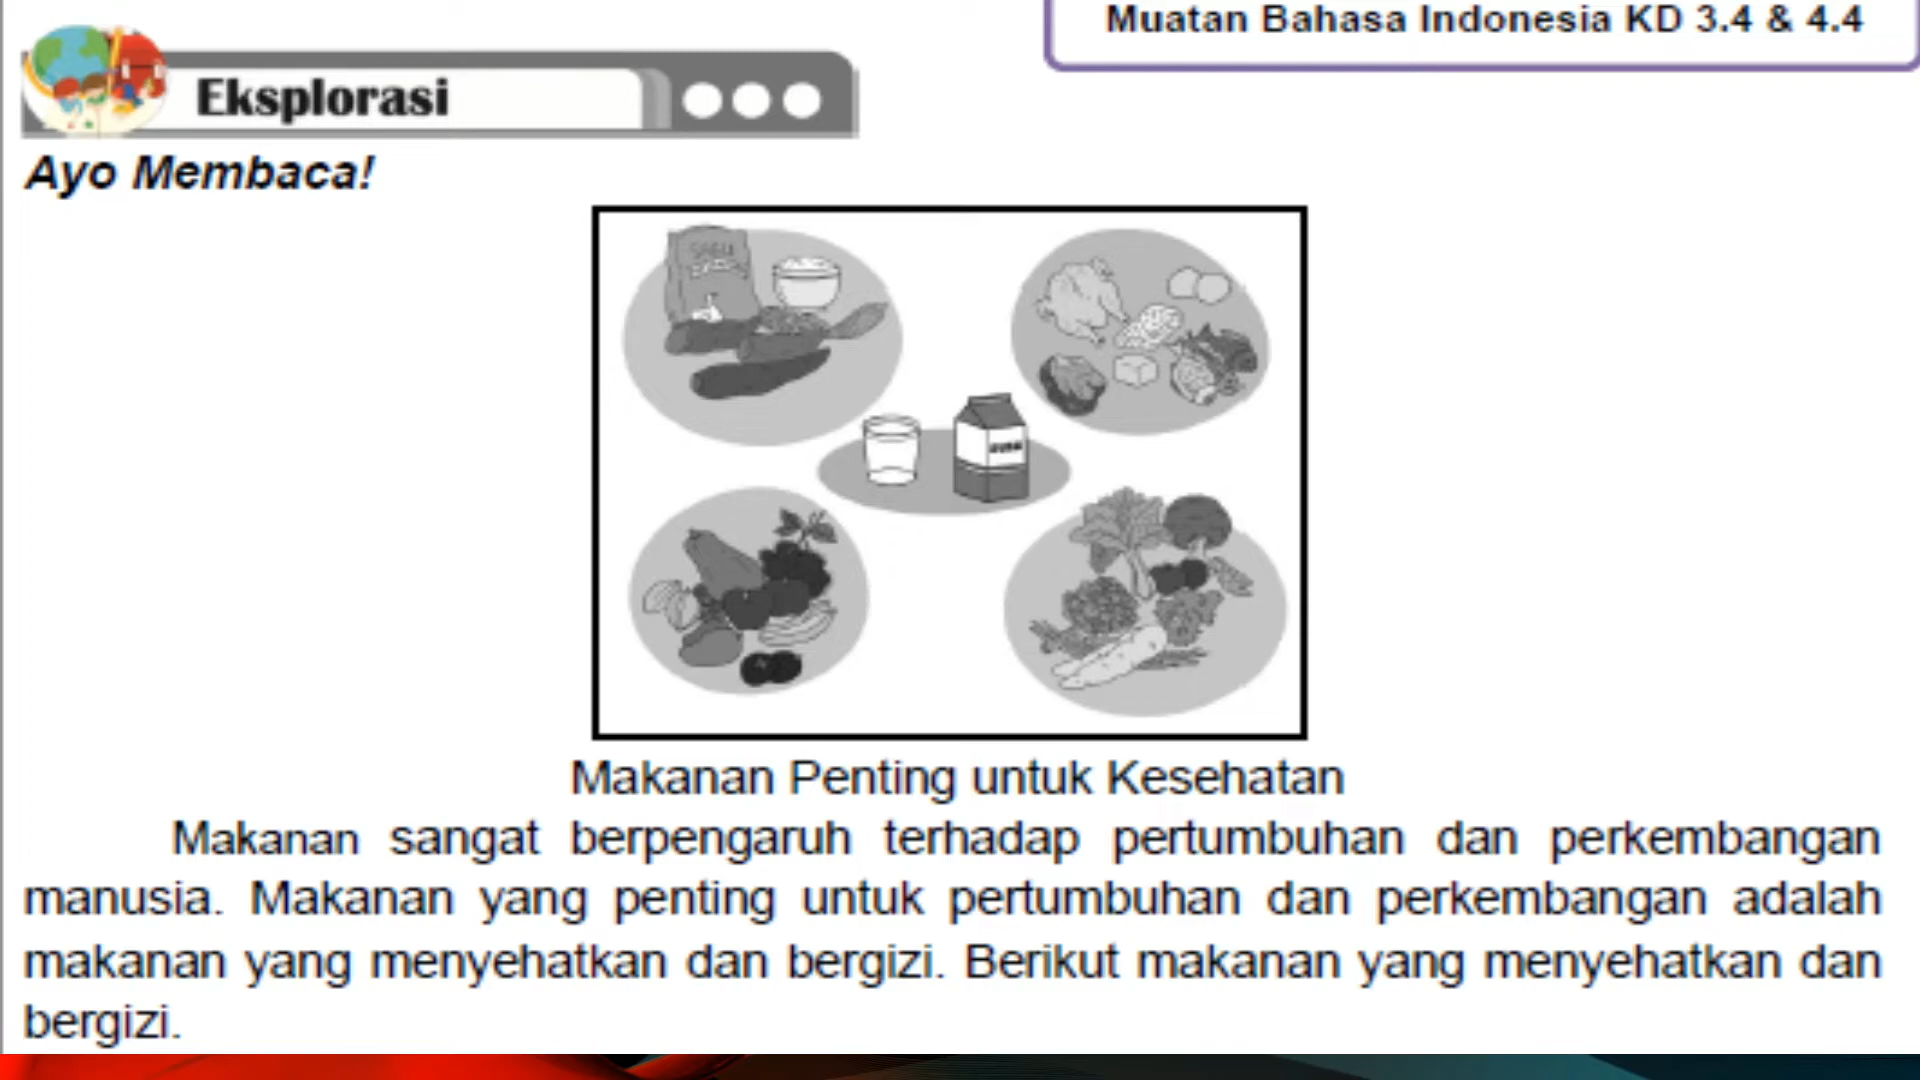 Muatan Bahasa Indonesia KD 3.4 & 4.4
Eksplorasi
Ayo Membaca!
Makanan Penting untuk Kesehatan
Makanan sangat berpengaruh terhadap pertumbuhan dan perkembangan
manusia. Makanan yang penting untuk pertumbuhan dan perkembangan adalah
makanan yang menyehatkan dan bergizi. Berikut makanan yang menyehatkan dan
bergizi.